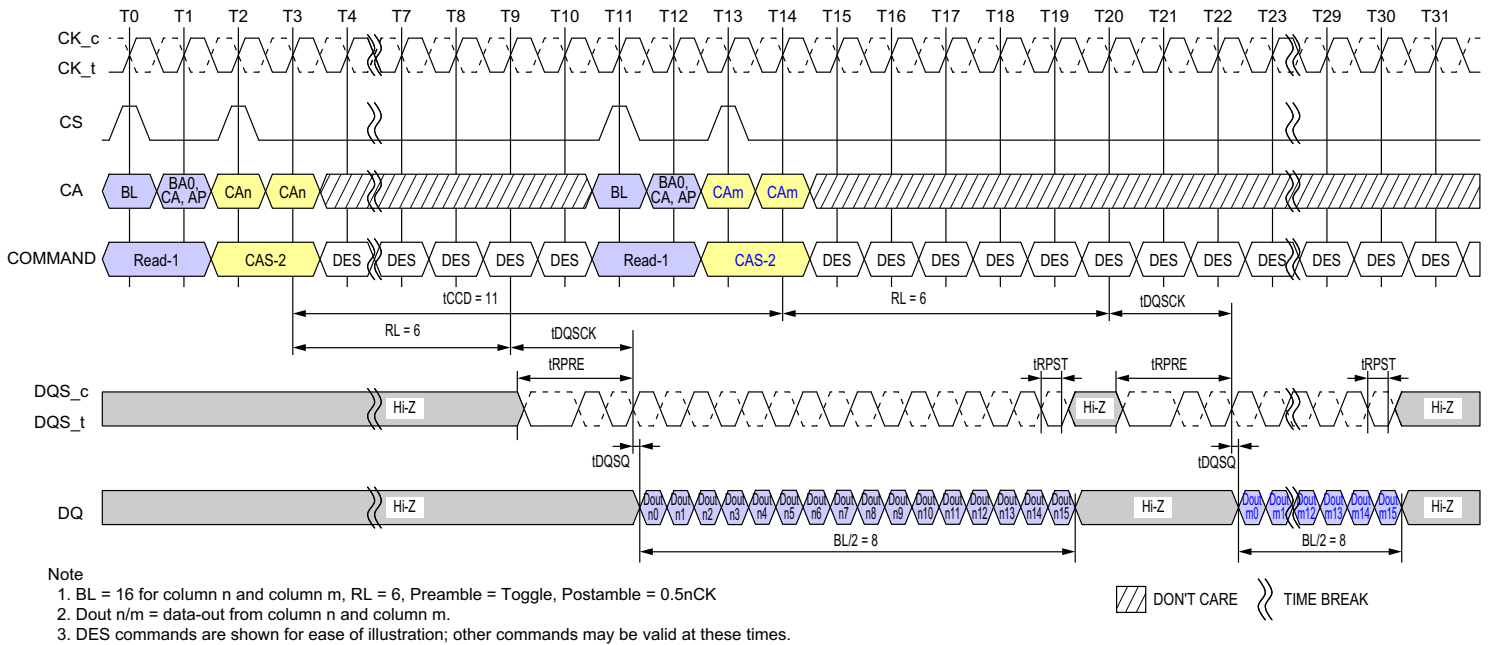 T0 T1 T2 T3 T4 T7 T8 T9 T10 T11 T12 T13 T14 T15 T16 T17 T18 T19 T20 T21 T22 T23 T29 T30 T31
CK_c
CK_t
CS
CA BL BA0, CA, AP CAn CAn BL BA0, CA, AP CAm CAm
COMMAND Read-1 CAS-2 DES DES DES DES DES Read-1 CAS-2 DES DES DES DES DES DES DES DES DES DES DES DES
tCCD = 11 RL = 6 tDQSCK
RL = 6 tDQSCK
tRPRE tRPST tRPRE tRPST
DQS_c
DQS_t
Hi-Z Hi-Z Hi-Z
tDQSQ tDQSQ
DQ Hi-Z Dout n0 Dout n1 Dout n2 Dout n3 Dout n4 Dout n5 Dout n6 Dout n7 Dout n8 Dout n9 Dout n10 Dout n11 Dout n12 Dout n13 Dout n14 Dout n15 Hi-Z Dout m0 Dout m1 Dout m12 Dout m13 Dout m14 Dout m15 Hi-Z
BL/2 = 8 BL/2 = 8
Note
1. BL = 16 for column n and column m, RL = 6, Preamble = Toggle, Postamble = 0.5nCK
2. Dout n/m = data-out from column n and column m.
3. DES commands are shown for ease of illustration; other commands may be valid at these times.
DON'T CARE TIME BREAK